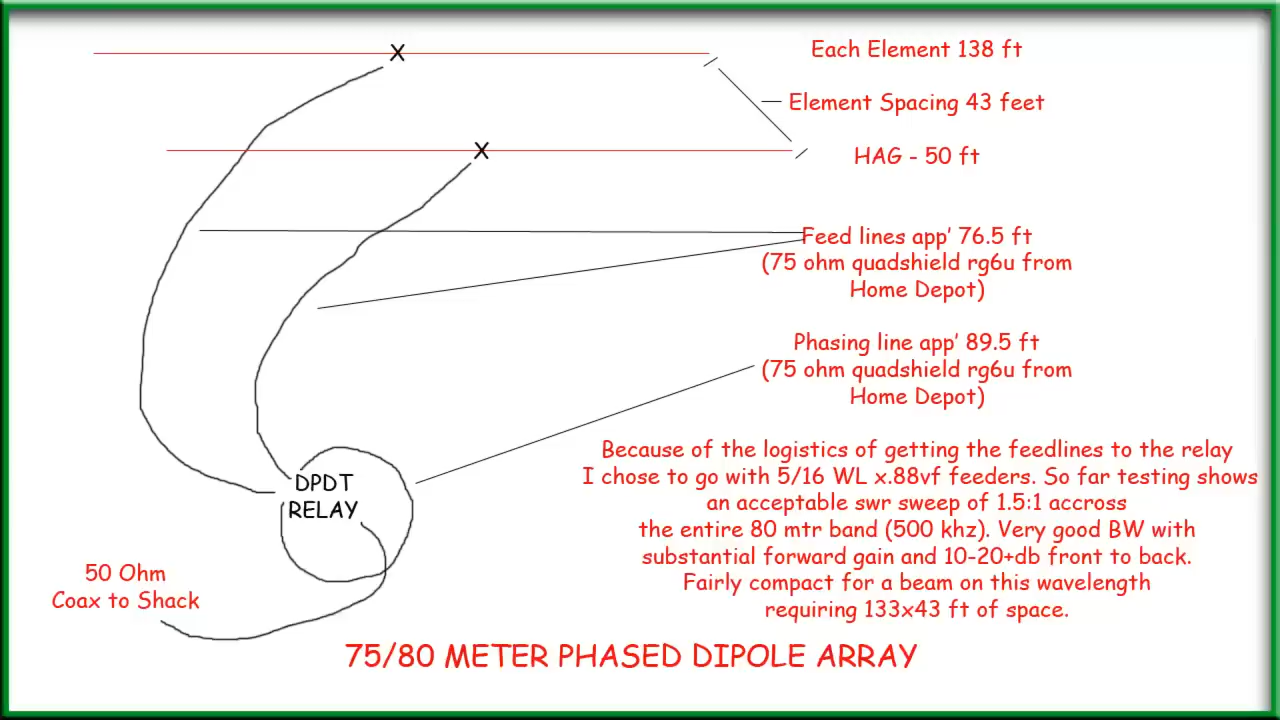 X
Each Element 138 ft
Element Spacing 43 feet
X
HAG - 50 ft
Feed lines app' 76.5 ft
(75 ohm quadshield rg6u from
Home Depot)
Phasing line app' 89.5 ft
(75 ohm quadshield rg6u from
Home Depot)
Because of the logistics of getting the feedlines to the relay
I chose to go with 5/16 WL x.88vf feeders. So far testing shows
an acceptable swr sweep of 1.5:1 accross
the entire 80 mtr band (500 khz). Very good BW with
substantial forward gain and 10-20+db front to back.
Fairly compact for a beam on this wavelength
requiring 133x43 ft of space.
DPDT
RELAY
50 Ohm
Coax to Shack
75/80 METER PHASED DIPOLE ARRAY